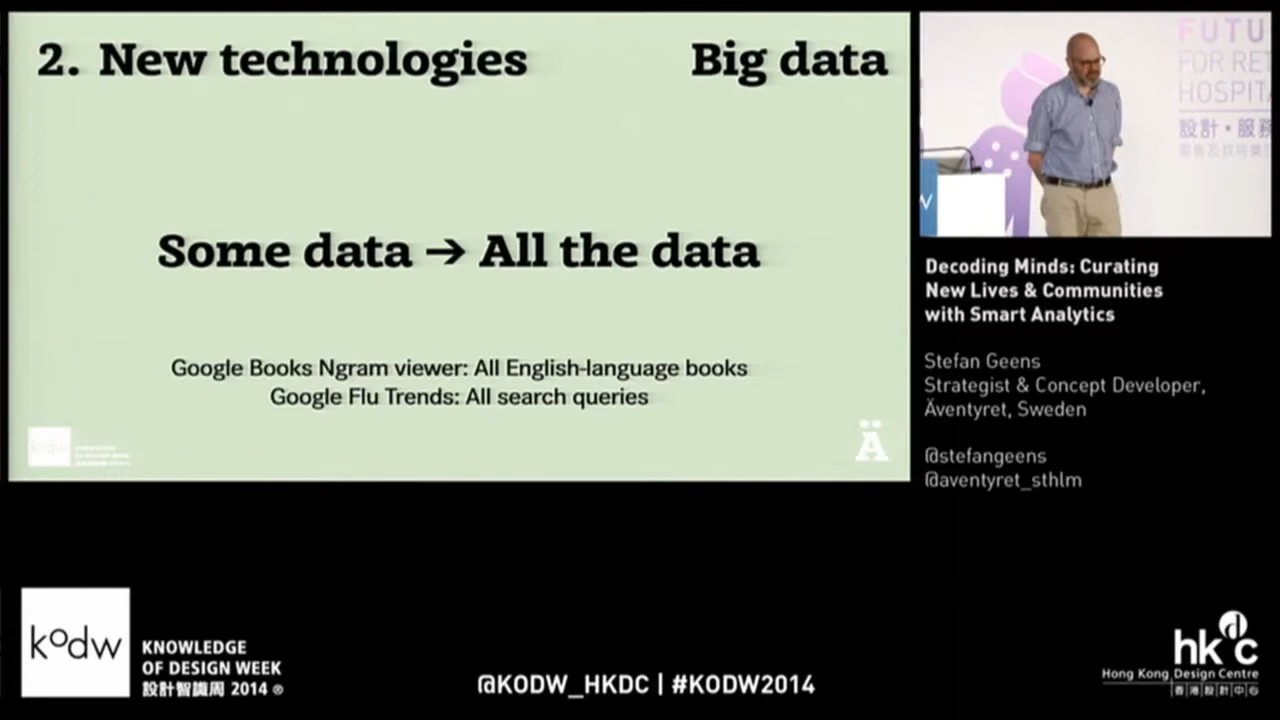 2. New technologies
Big data
Some data → All the data
Google Books Ngram viewer: All English-language books
Google Flu Trends: All search queries
Ä
FUTU
FOR RET
HOSPITA
設計・服務
Decoding Minds: Curating
New Lives & Communities
with Smart Analytics
Stefan Geens
Strategist & Concept Developer,
Äventyret, Sweden
@stefangeens
@aventyret_sthlm
kodw
KNOWLEDGE
OF DESIGN WEEK
設計智識周 2014 ®
@KODW_HKDC | #KODW2014
hkdc
Hong Kong Design Centre
香港設計中心